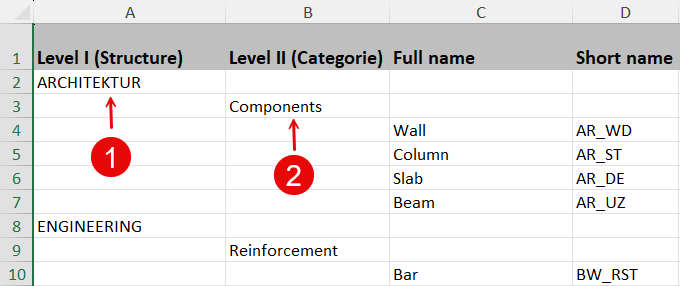 A B C D
1 Level I (Structure) Level II (Categorie) Full name Short name
2 ARCHITEKTUR
3 Components
4 Wall AR_WD
5 Column AR_ST
6 Slab AR_DE
7 Beam AR_UZ
8 ENGINEERING
9 Reinforcement
10 Bar BW_RST
1
2